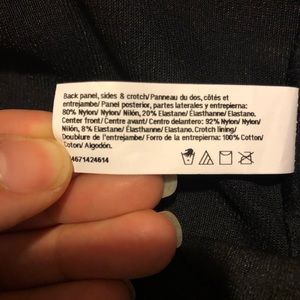 Back panel, sides & crotch/ Panneau du dos, côtés et
entrejambe/ Panel posterior, partes laterales y entrepierna:
80% Nylon/ Nylon/ Nilón, 20% Elastane/ Élasthanne/ Elastano.
Center front/ Centre avant/ Centro delantero: 92% Nylon/ Nylon/
Nilón, 8% Elastane/ Élasthanne/ Elastano. Crotch lining/
Doublure de l'entrejambe/ Forro de la entrepierna: 100% Cotton/
Coton/ Algodón.
4671424614